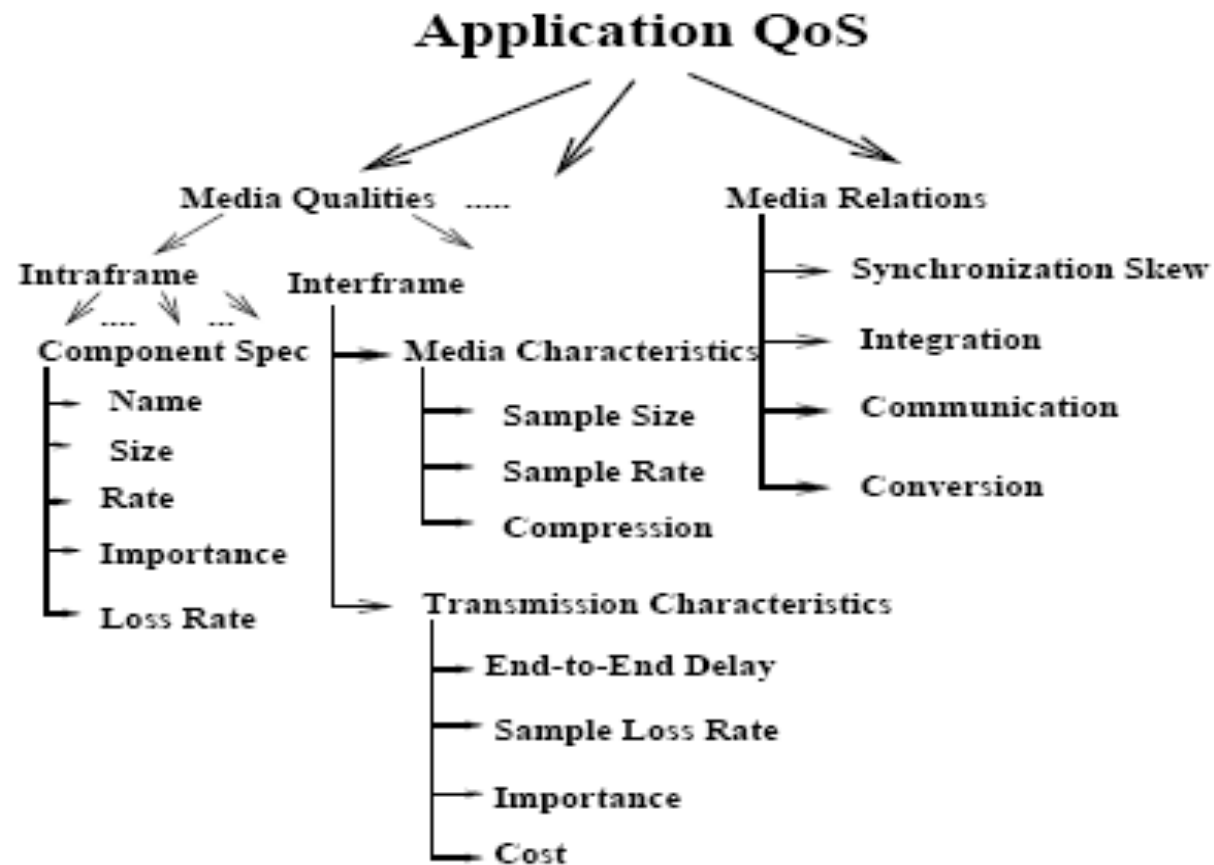 Application QoS
Media Qualities .....
Media Relations
Intraframe
Interframe
.... ...
Component Spec
Name
Size
Rate
Importance
Loss Rate
Media Characteristics
Sample Size
Sample Rate
Compression
Transmission Characteristics
End-to-End Delay
Sample Loss Rate
Importance
Cost
Synchronization Skew
Integration
Communication
Conversion